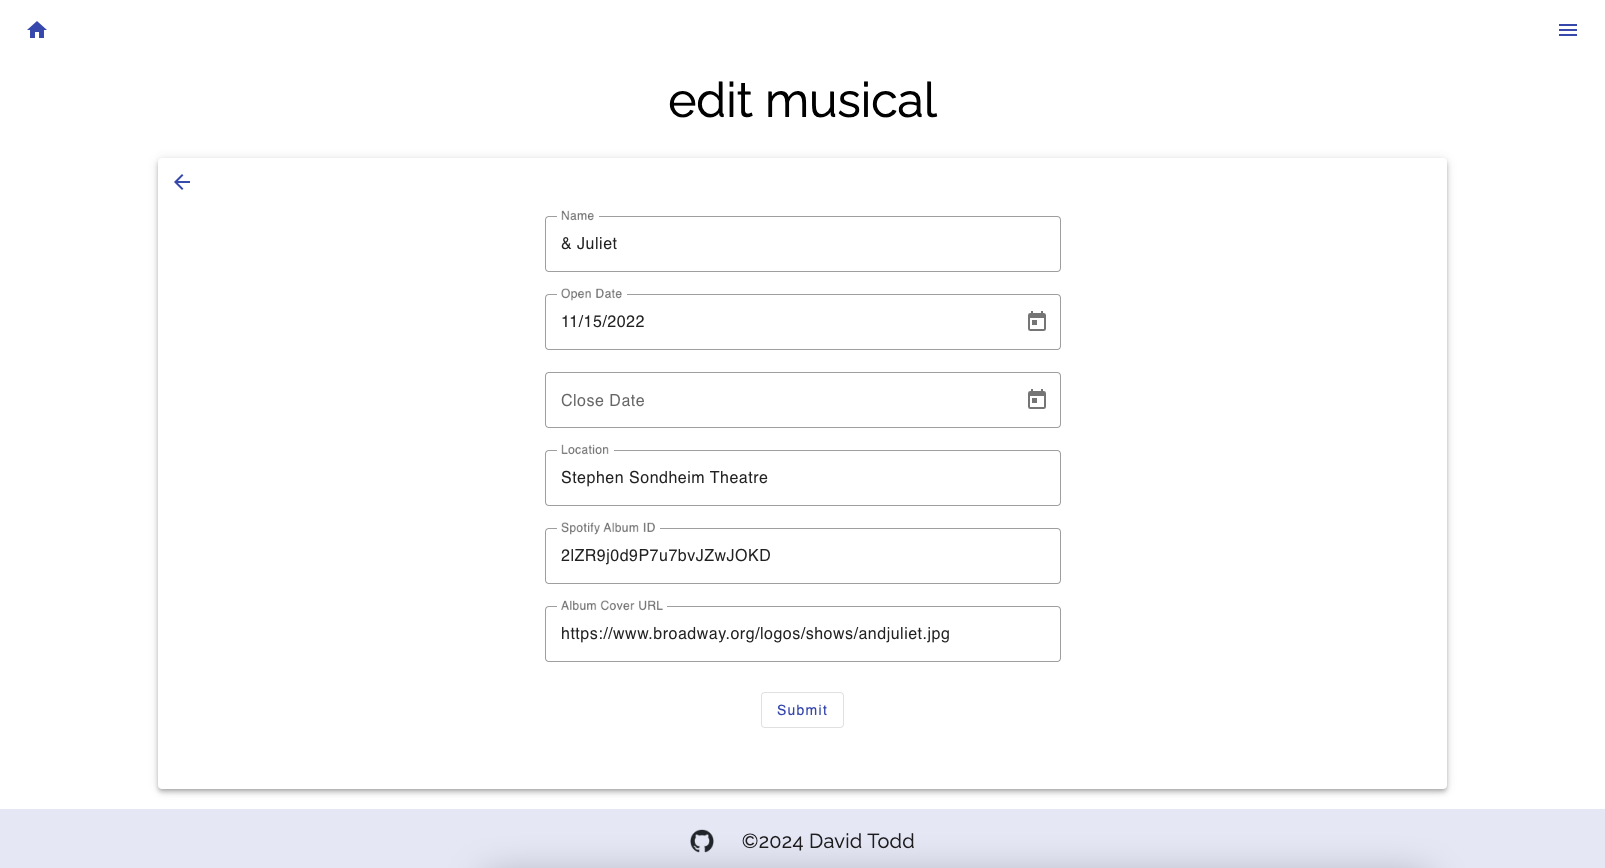 edit musical
Name
& Juliet
Open Date
11/15/2022
Close Date
Location
Stephen Sondheim Theatre
Spotify Album ID
2IZR9j0d9P7u7bvJZwJOKD
Album Cover URL
https://www.broadway.org/logos/shows/andjuliet.jpg
Submit
©2024 David Todd